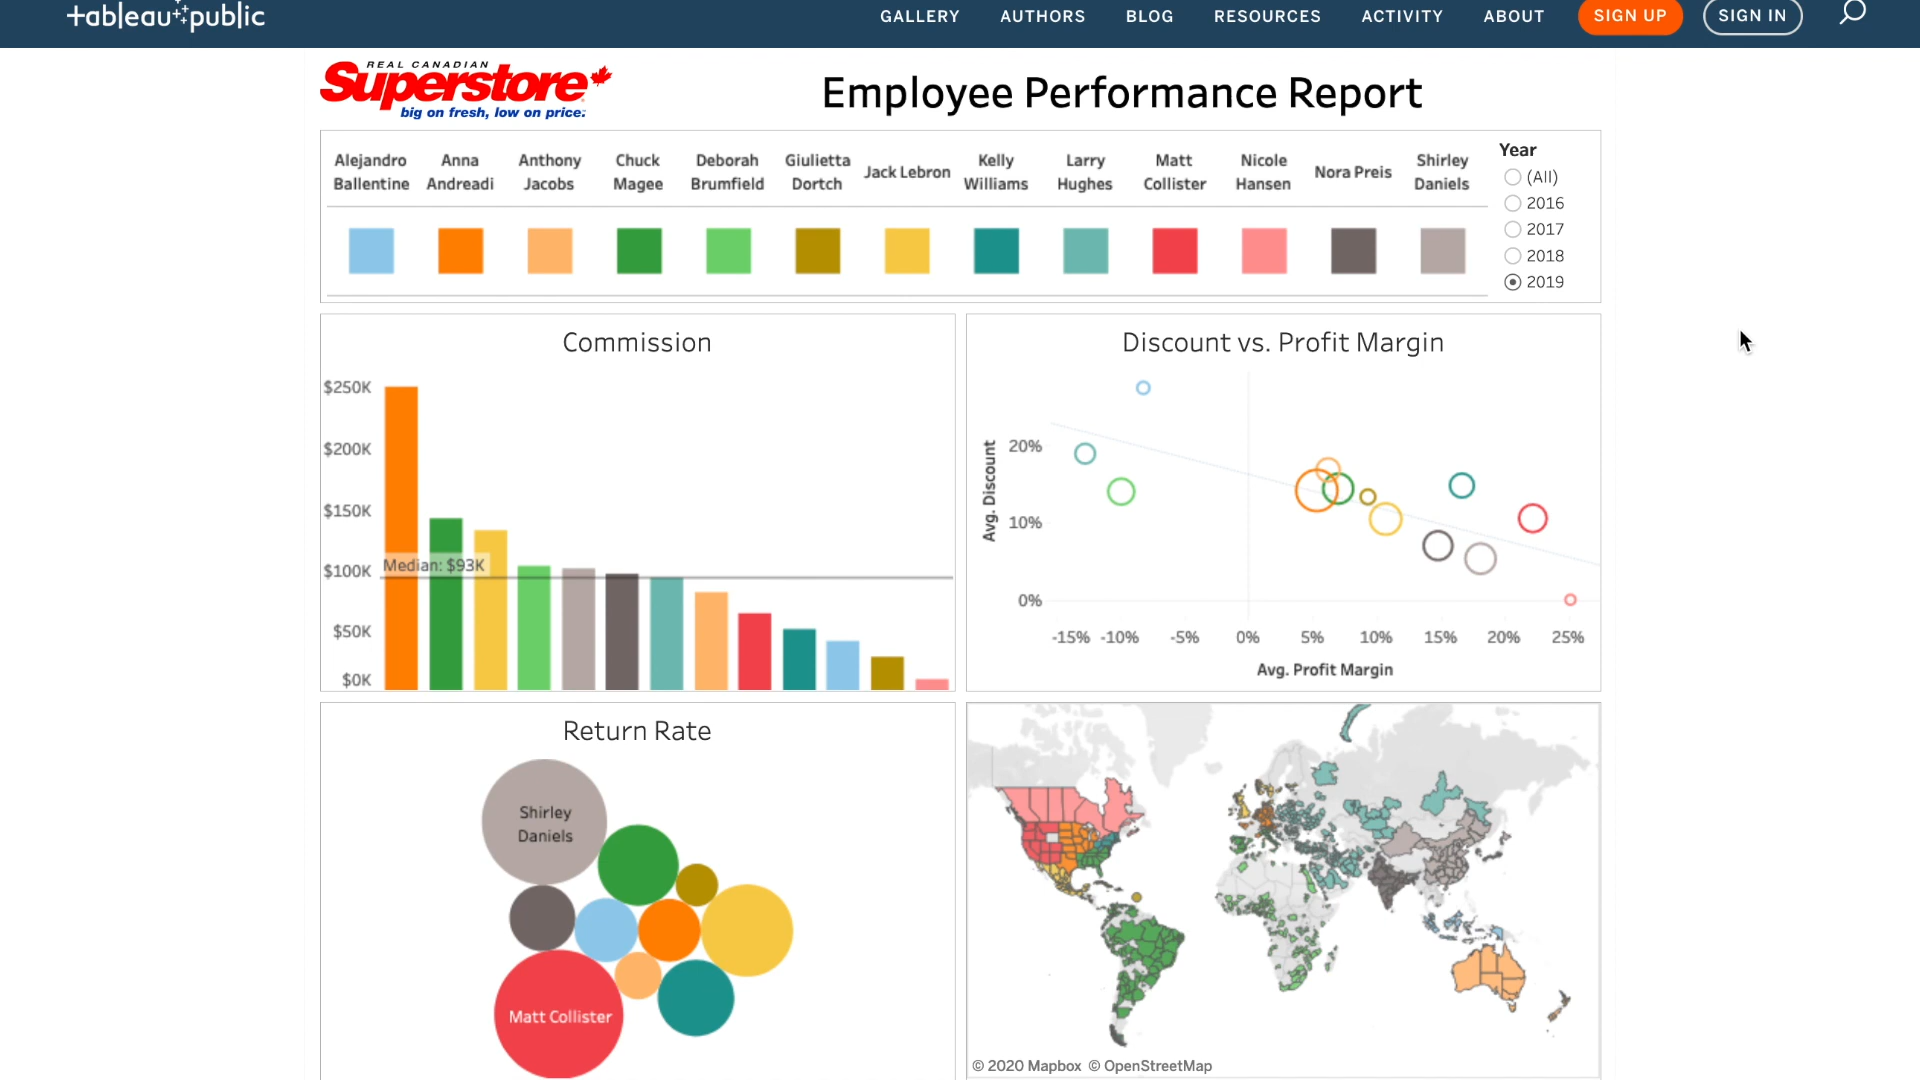 +ableau+public
GALLERY AUTHORS BLOG RESOURCES ACTIVITY ABOUT SIGN UP SIGN IN
REAL CANADIAN
Superstore
big on fresh, low on price.
Employee Performance Report
Alejandro Ballentine
Anna Andreadi
Anthony Jacobs
Chuck Magee
Deborah Brumfield
Giulietta Dortch
Jack Lebron
Kelly Williams
Larry Hughes
Matt Collister
Nicole Hansen
Nora Preis
Shirley Daniels
Year
(All)
2016
2017
2018
2019
Commission
$250K
$200K
$150K
$100K
$50K
$0K
Median: $93K
Discount vs. Profit Margin
Avg. Discount
20%
10%
0%
-15% -10% -5% 0% 5% 10% 15% 20% 25%
Avg. Profit Margin
Return Rate
Shirley
Daniels
Matt Collister
© 2020 Mapbox © OpenStreetMap